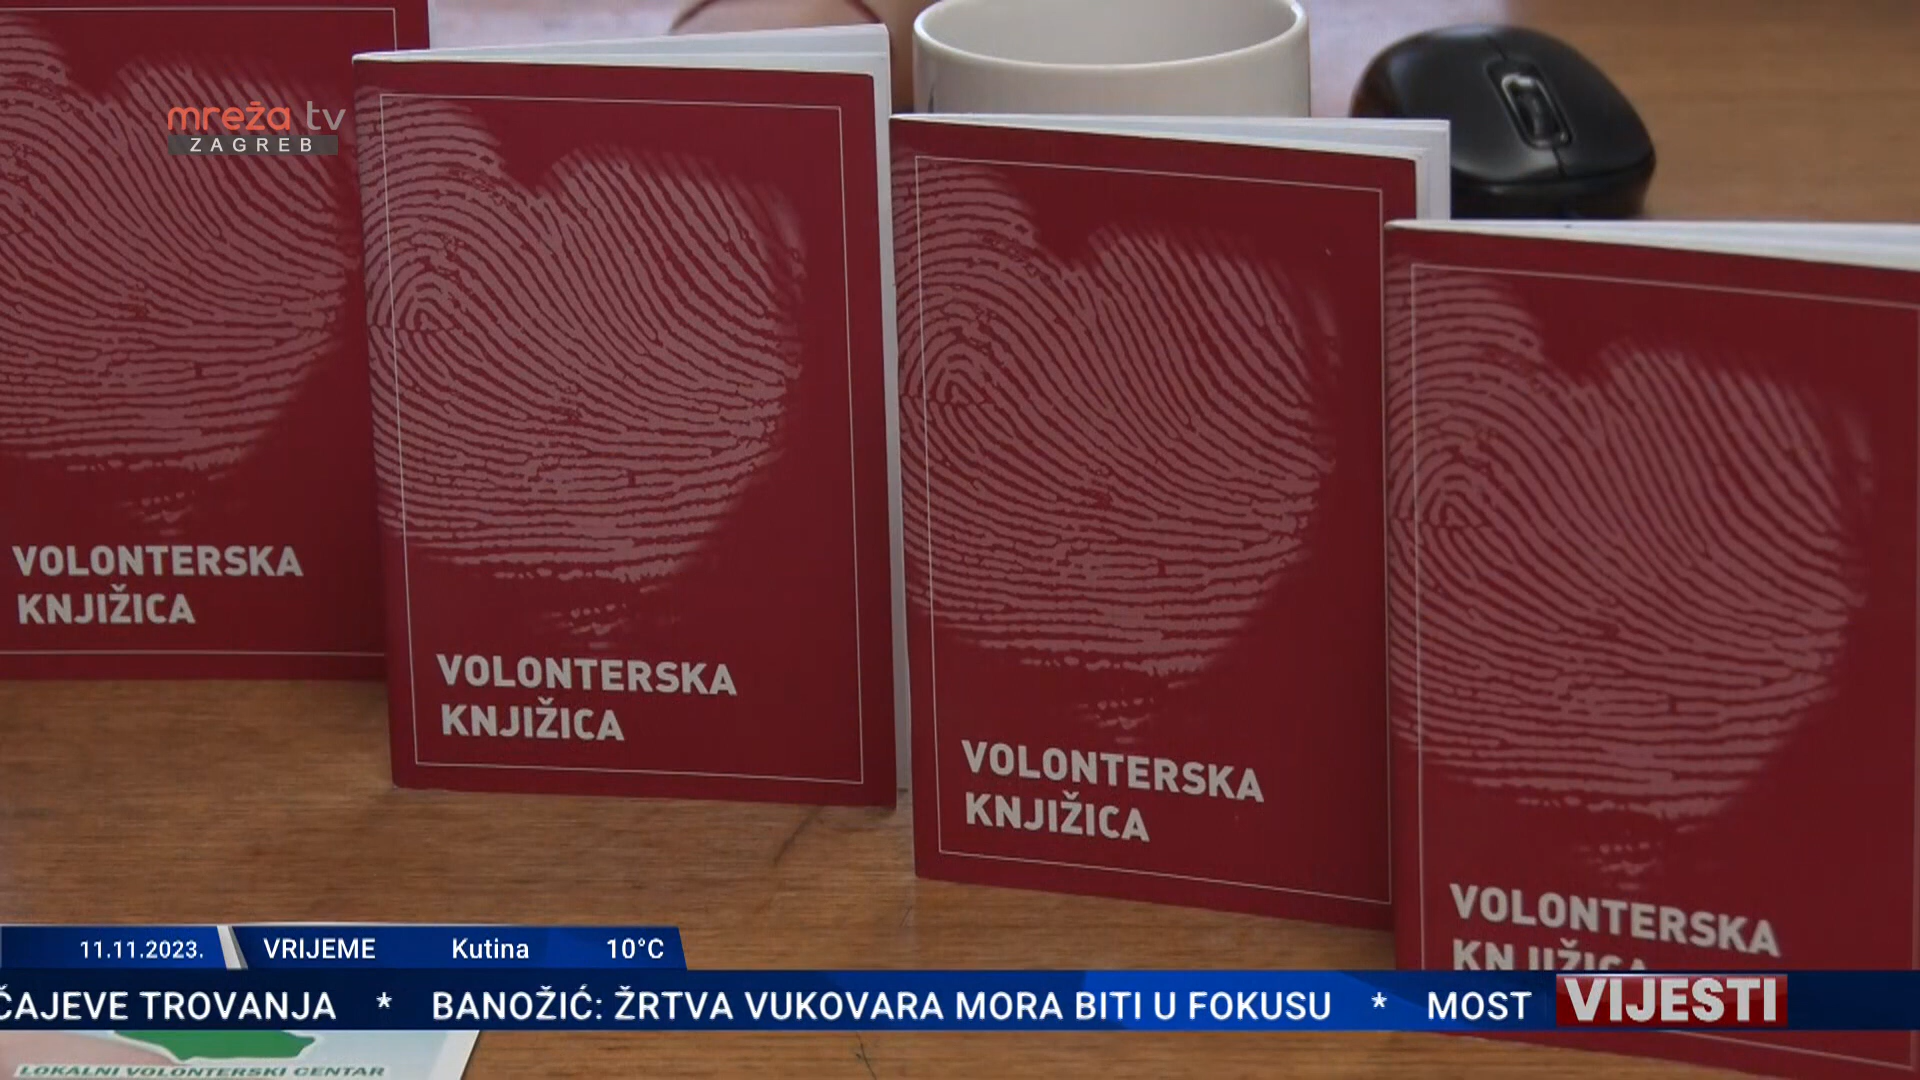 mreža tv
ZAGREB
VOLONTERSKA
KNJIŽICA
VOLONTERSKA
KNJIŽICA
VOLONTERSKA
KNJIŽICA
VOLONTERSKA
KNJIŽICA
11.11.2023. VRIJEME Kutina 10°C
ČAJEVE TROVANJA * BANOŽIĆ: ŽRTVA VUKOVARA MORA BITI U FOKUSU * MOST VIJESTI
LOKALNI VOLONTERSKI CENTAR